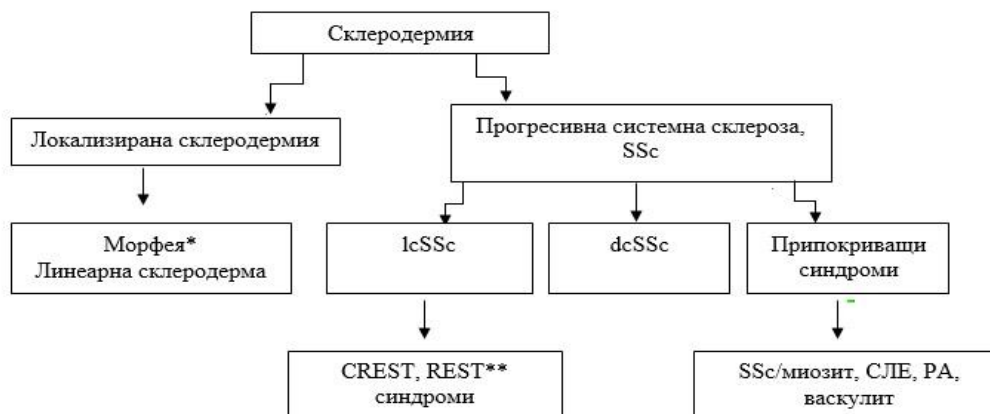 Склеродермия
Локализирана склеродермия
Прогресивна системна склероза,
SSc
Морфея*
Линеарна склеродерма
lcSSc
dcSSc
Припокриващи
синдроми
CREST, REST**
синдроми
SSc/миозит, СЛЕ, РА,
васкулит